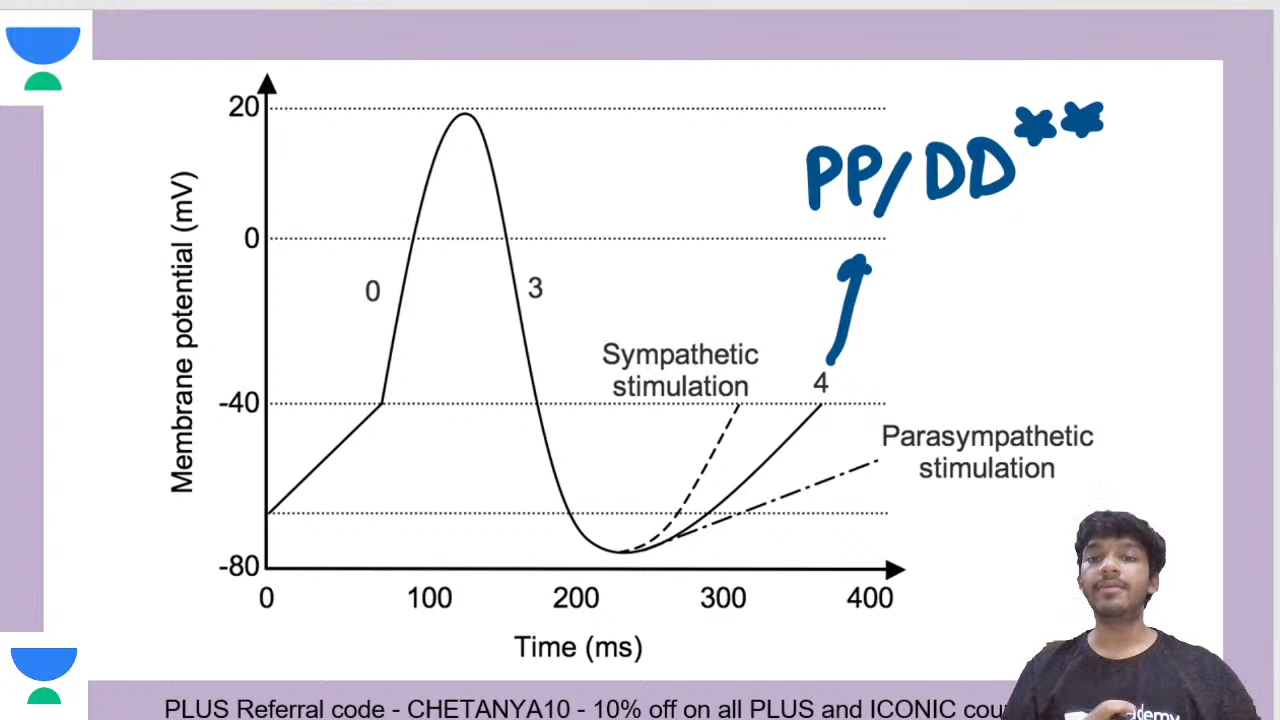 20
PP/DD**
0
Membrane potential (mV)
0
3
Sympathetic
stimulation
4
-40
Parasympathetic
stimulation
-80
0 100 200 300 400
Time (ms)
PLUS Referral code - CHETANYA10 - 10% off on all PLUS and ICONIC